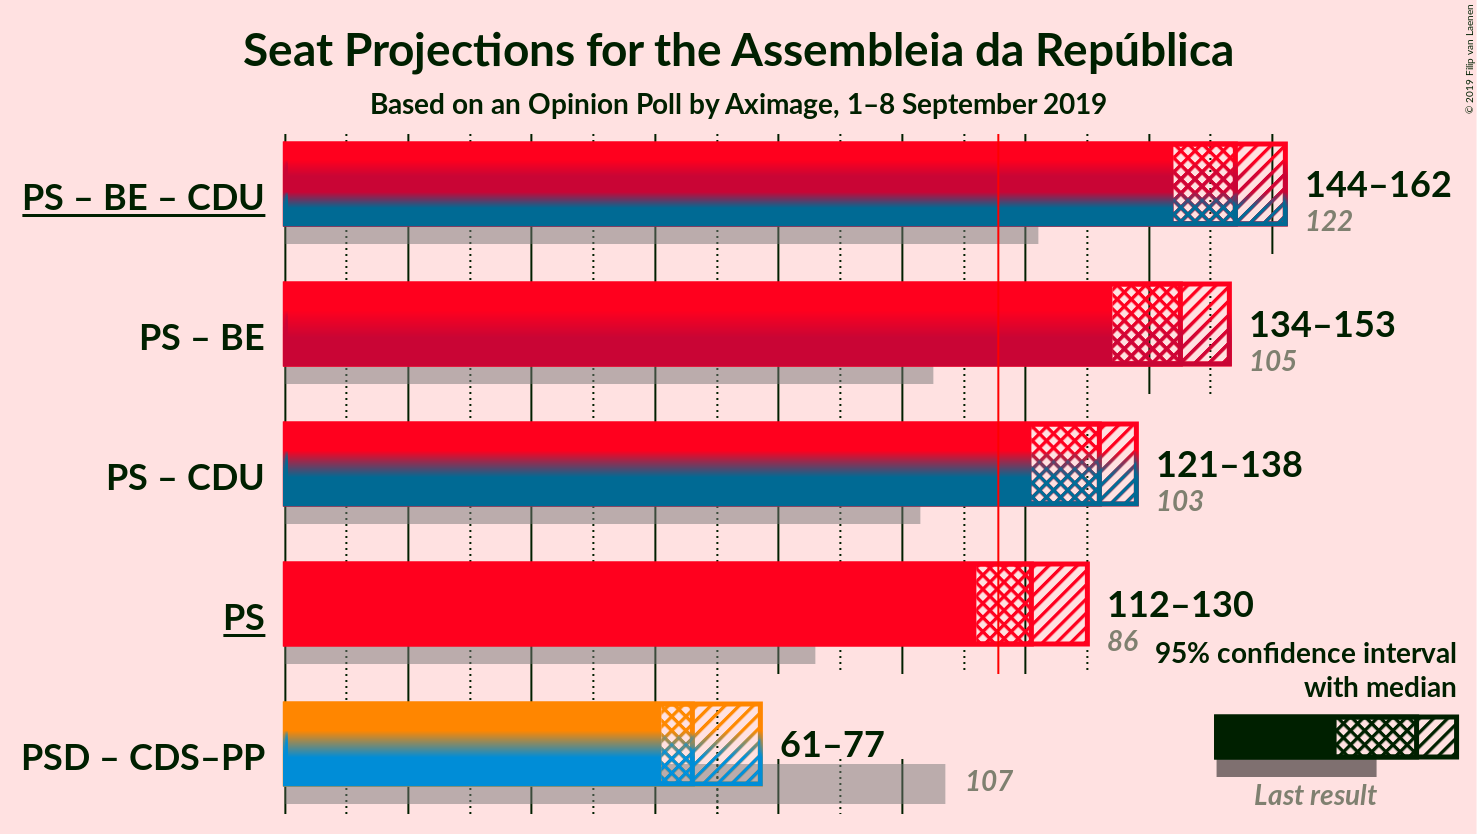 Seat Projections for the Assembleia da República
Based on an Opinion Poll by Aximage, 1–8 September 2019
© 2019 Filip van Laenen
PS – BE – CDU
144–162
122
PS – BE
134–153
105
PS – CDU
121–138
103
PS
112–130
86
95% confidence interval
with median
Last result
PSD – CDS–PP
61–77
107